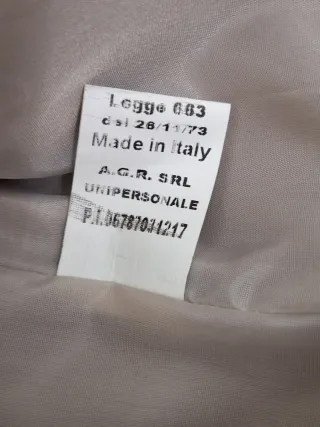 Legge 883
del 26/11/73
Made in Italy
A.G.R. SRL
UNIPERSONALE
P.I.06787031217